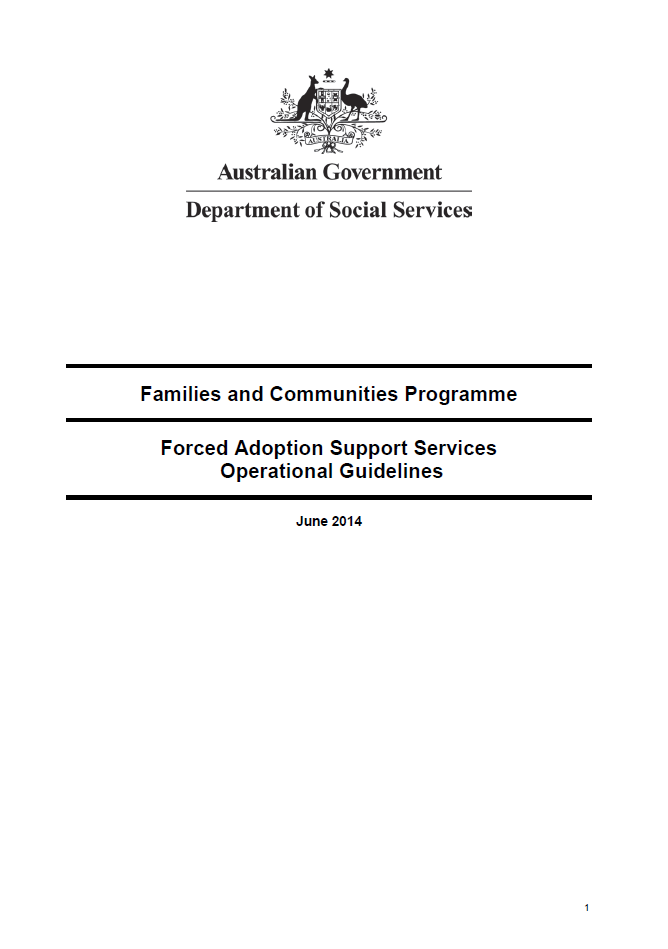 AUSTRALIA
Australian Government
Department of Social Services
Families and Communities Programme
Forced Adoption Support Services
Operational Guidelines
June 2014
1